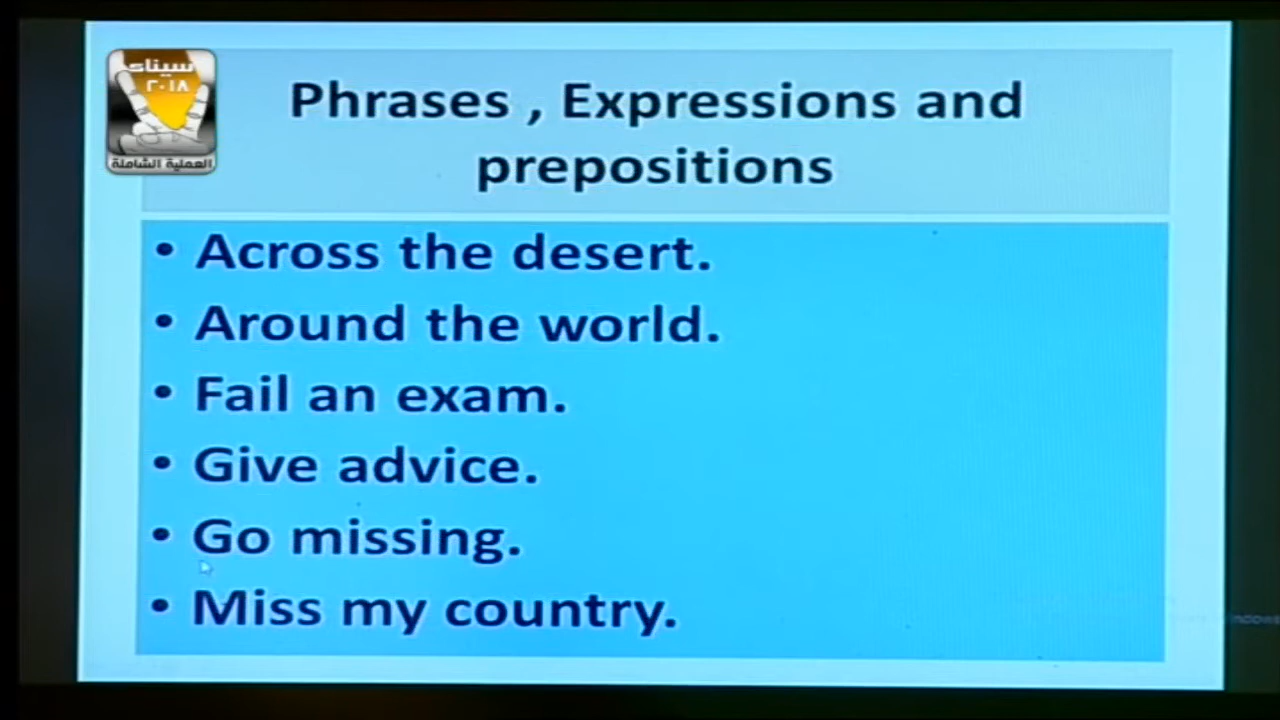 سيناء
٢٠١٨
العملية الشاملة
Phrases , Expressions and
prepositions
• Across the desert.
• Around the world.
• Fail an exam.
• Give advice.
• Go missing.
• Miss my country.